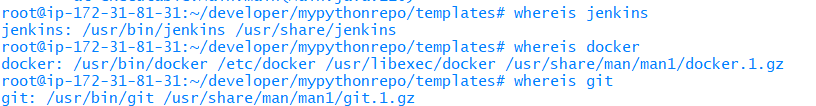 root@ip-172-31-81-31:~/developer/mypythonrepo/templates# whereis jenkins
jenkins: /usr/bin/jenkins /usr/share/jenkins
root@ip-172-31-81-31:~/developer/mypythonrepo/templates# whereis docker
docker: /usr/bin/docker /etc/docker /usr/libexec/docker /usr/share/man/man1/docker.1.gz
root@ip-172-31-81-31:~/developer/mypythonrepo/templates# whereis git
git: /usr/bin/git /usr/share/man/man1/git.1.gz